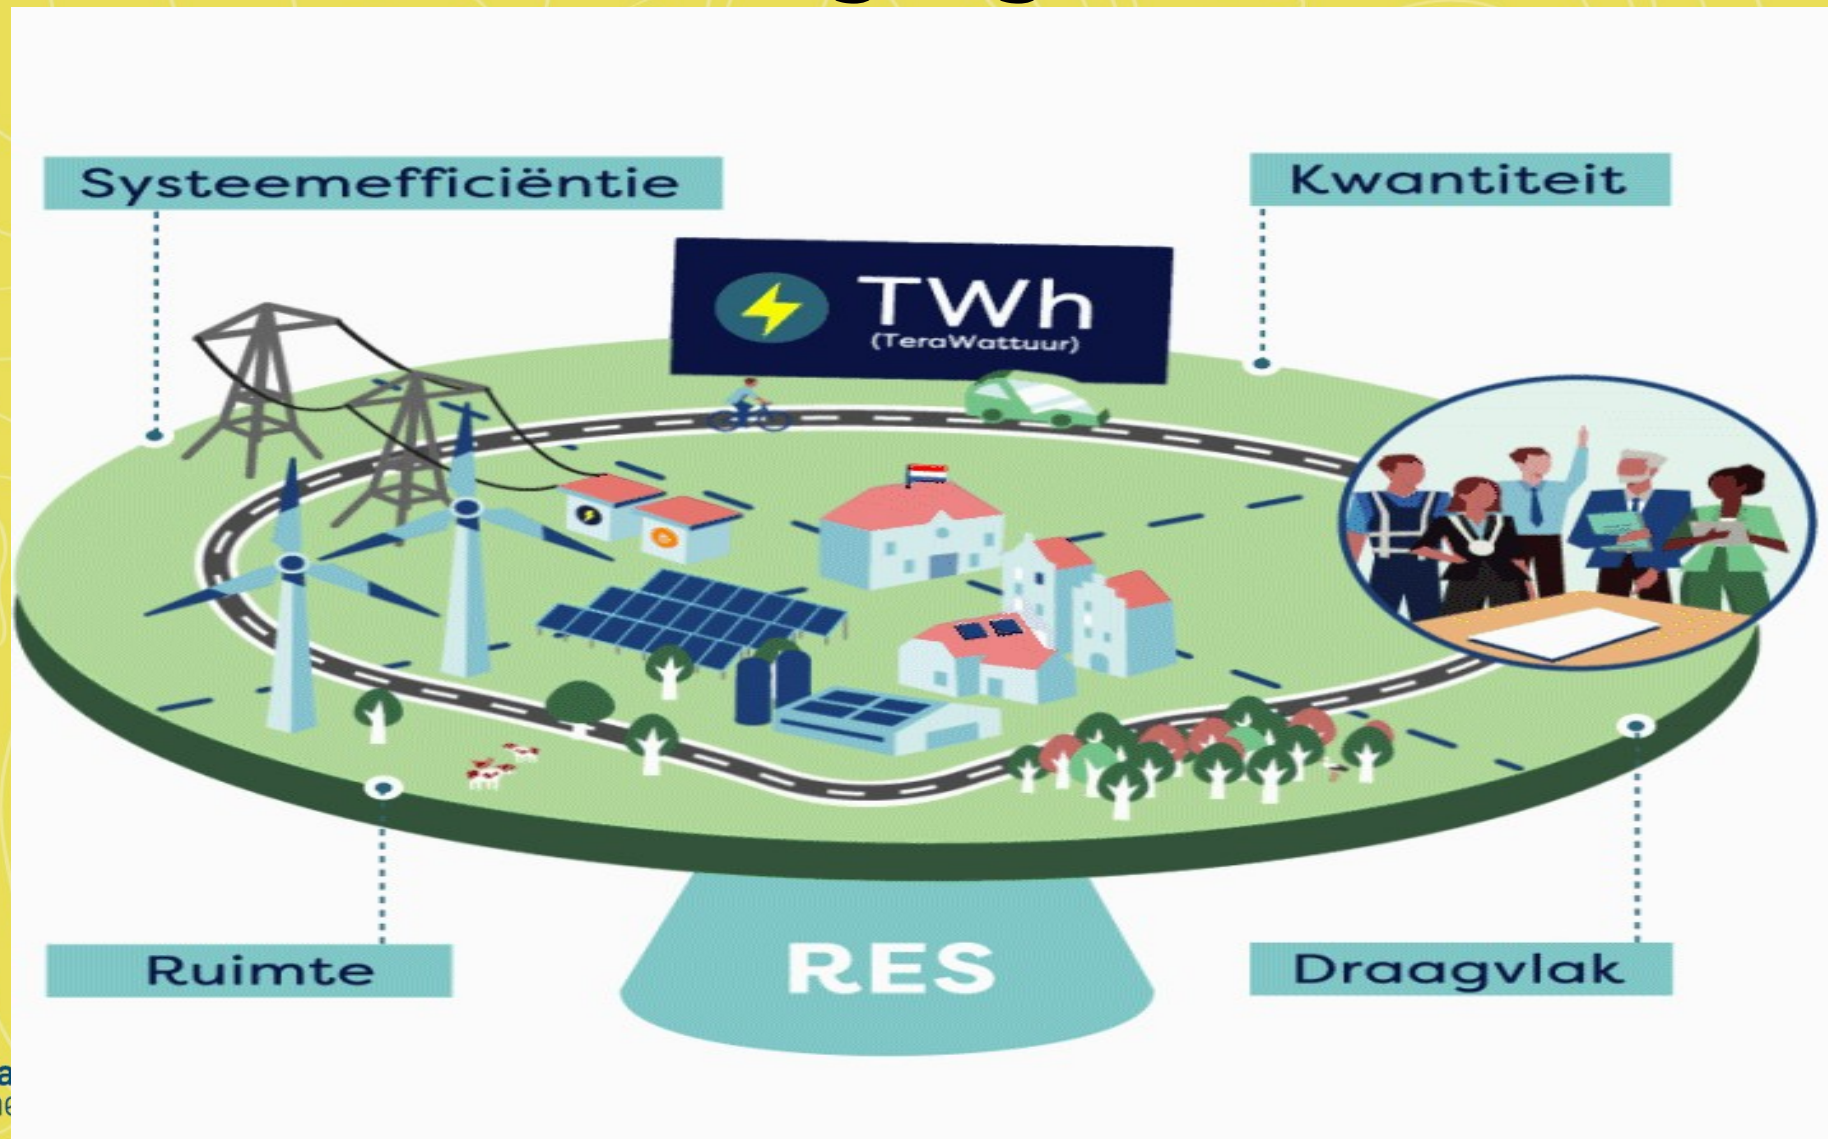 Systeemefficiëntie
Kwantiteit
TWh
(TeraWattuur)
Ruimte
RES
Draagvlak